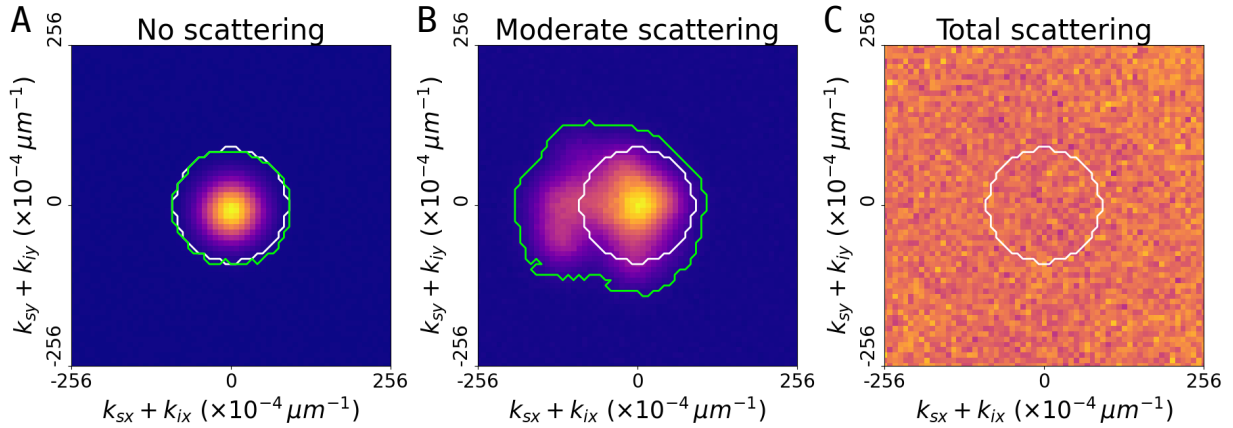 A No scattering
256
0
-256
-256 0 256
k_sy + k_iy (×10⁻⁴ μm⁻¹)
k_sx + k_ix (×10⁻⁴ μm⁻¹)
B Moderate scattering
256
0
-256
-256 0 256
k_sy + k_iy (×10⁻⁴ μm⁻¹)
k_sx + k_ix (×10⁻⁴ μm⁻¹)
C Total scattering
256
0
-256
-256 0 256
k_sy + k_iy (×10⁻⁴ μm⁻¹)
k_sx + k_ix (×10⁻⁴ μm⁻¹)